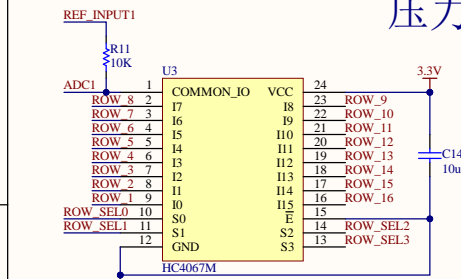 压力
REF_INPUT1
R11
10K
U3
3.3V
ADC1 1 COMMON_IO VCC 24
ROW_8 2 I7 I8 23 ROW_9
ROW_7 3 I6 I9 22 ROW_10
ROW_6 4 I5 I10 21 ROW_11
ROW_5 5 I4 I11 20 ROW_12
ROW_4 6 I3 I12 19 ROW_13
ROW_3 7 I2 I13 18 ROW_14
ROW_2 8 I1 I14 17 ROW_15
ROW_1 9 I0 I15 16 ROW_16
ROW_SEL0 10 S0 E 15
ROW_SEL1 11 S1 S2 14 ROW_SEL2
12 GND S3 13 ROW_SEL3
HC4067M
C14
10u